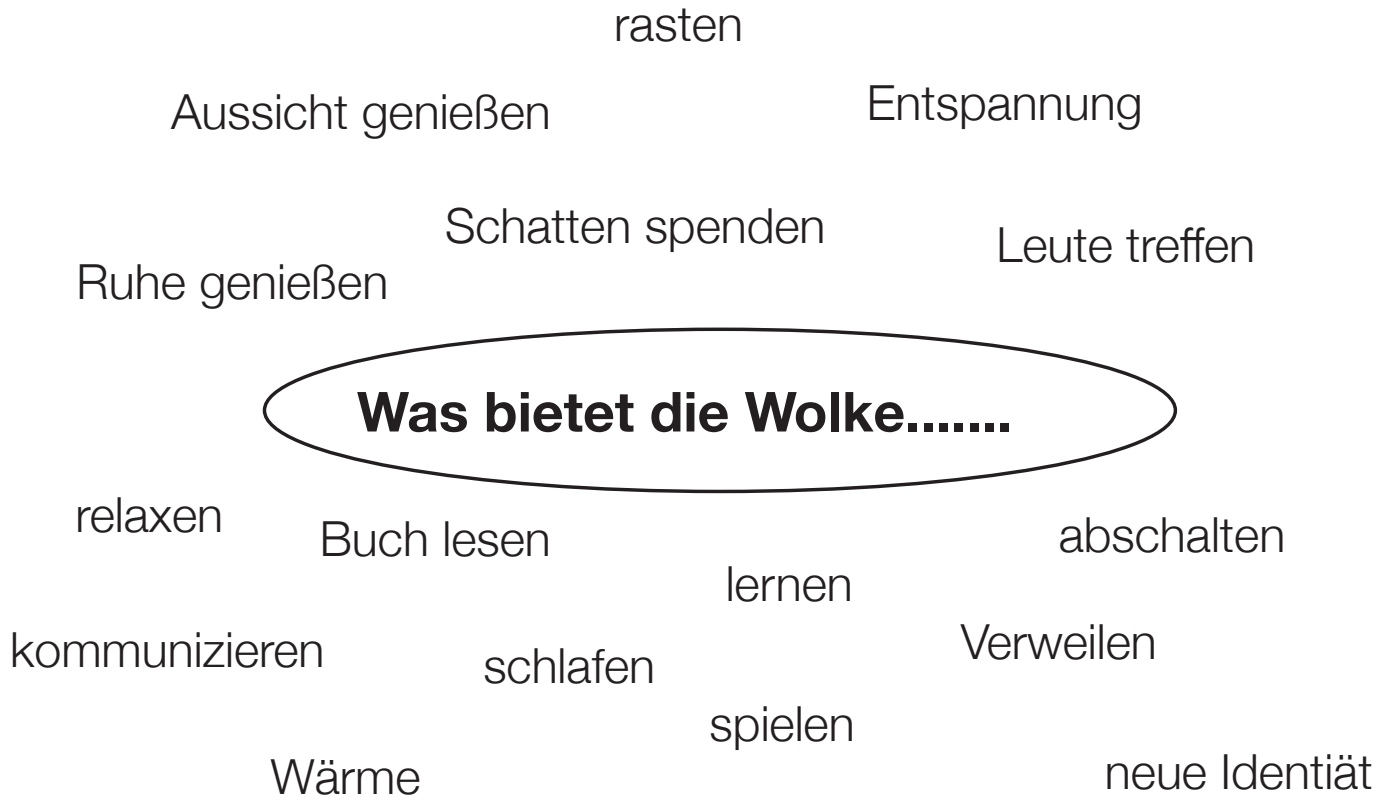 rasten
Aussicht genießen
Entspannung
Schatten spenden
Leute treffen
Ruhe genießen
Was bietet die Wolke.......
relaxen
Buch lesen
abschalten
lernen
kommunizieren
schlafen
Verweilen
spielen
Wärme
neue Identiät